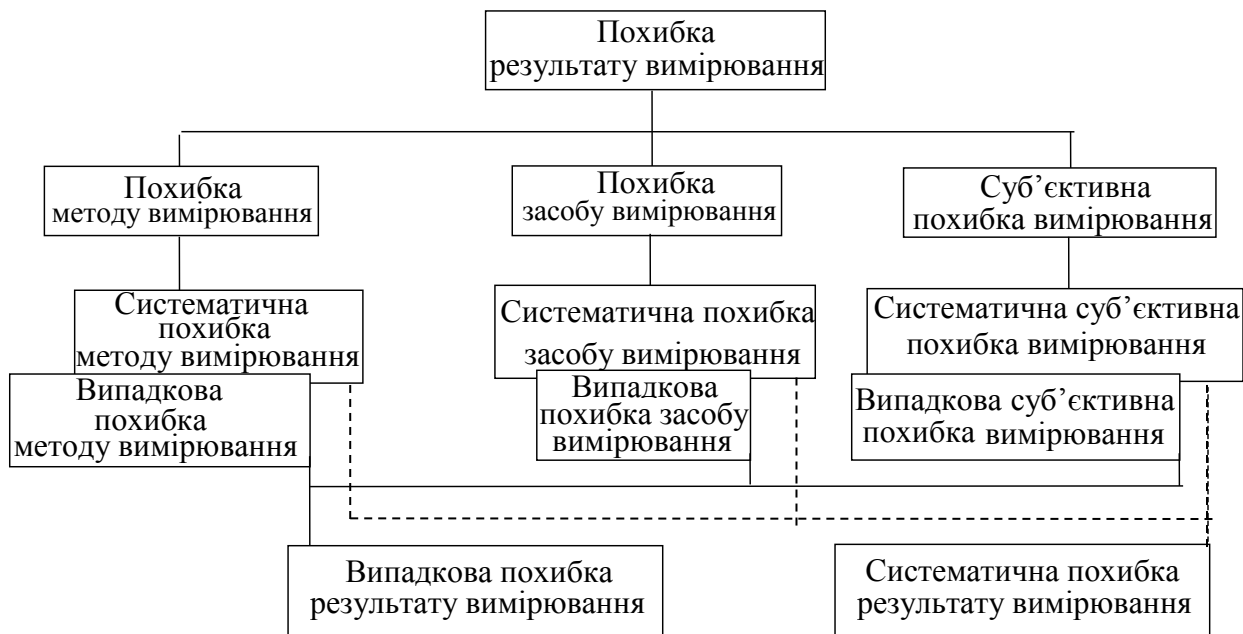 Похибка
результату вимірювання
Похибка
методу вимірювання
Похибка
засобу вимірювання
Суб’єктивна
похибка вимірювання
Систематична
похибка
методу вимірювання
Систематична похибка
засобу вимірювання
Систематична суб’єктивна
похибка вимірювання
Випадкова
похибка
методу вимірювання
Випадкова
похибка засобу
вимірювання
Випадкова суб’єктивна
похибка вимірювання
Випадкова похибка
результату вимірювання
Систематична похибка
результату вимірювання